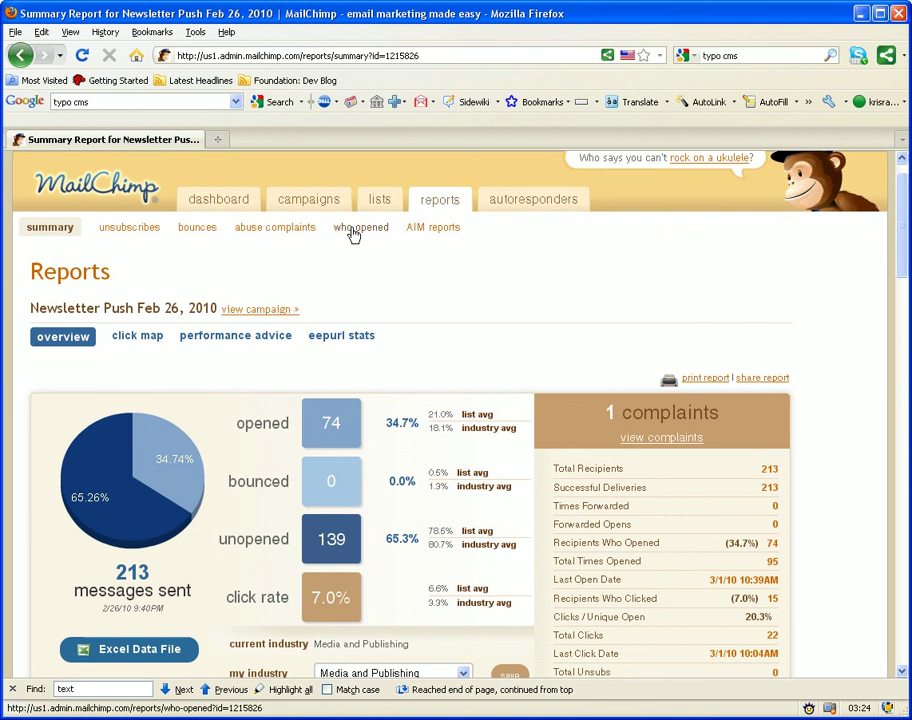 Summary Report for Newsletter Push Feb 26, 2010 | MailChimp - email marketing made easy - Mozilla Firefox
File Edit View History Bookmarks Tools Help
http://us1.admin.mailchimp.com/reports/summary?id=1215826 typo cms
Most Visited Getting Started Latest Headlines Foundation: Dev Blog
Google typo cms Search Sidewiki Bookmarks Translate AutoLink AutoFill krisra...
Summary Report for Newsletter Pus...
Who says you can't rock on a ukulele?
MailChimp dashboard campaigns lists reports autoresponders
summary unsubscribes bounces abuse complaints who opened AIM reports
Reports
Newsletter Push Feb 26, 2010 view campaign »
overview click map performance advice eepurl stats
print report | share report
34.74%
65.26%
213
messages sent
2/26/10 9:40PM
Excel Data File
opened 74 34.7% 21.0% list avg
18.1% industry avg
bounced 0 0.0% 0.5% list avg
1.3% industry avg
unopened 139 65.3% 78.5% list avg
80.7% industry avg
click rate 7.0% 6.6% list avg
3.3% industry avg
current industry Media and Publishing
my industry Media and Publishing save
1 complaints
view complaints
Total Recipients 213
Successful Deliveries 213
Times Forwarded 0
Forwarded Opens 0
Recipients Who Opened (34.7%) 74
Total Times Opened 95
Last Open Date 3/1/10 10:39AM
Recipients Who Clicked (7.0%) 15
Clicks / Unique Open 20.3%
Total Clicks 22
Last Click Date 3/1/10 10:04AM
Total Unsubs 0
Find: text Next Previous Highlight all Match case Reached end of page, continued from top
http://us1.admin.mailchimp.com/reports/who-opened?id=1215826 03:24